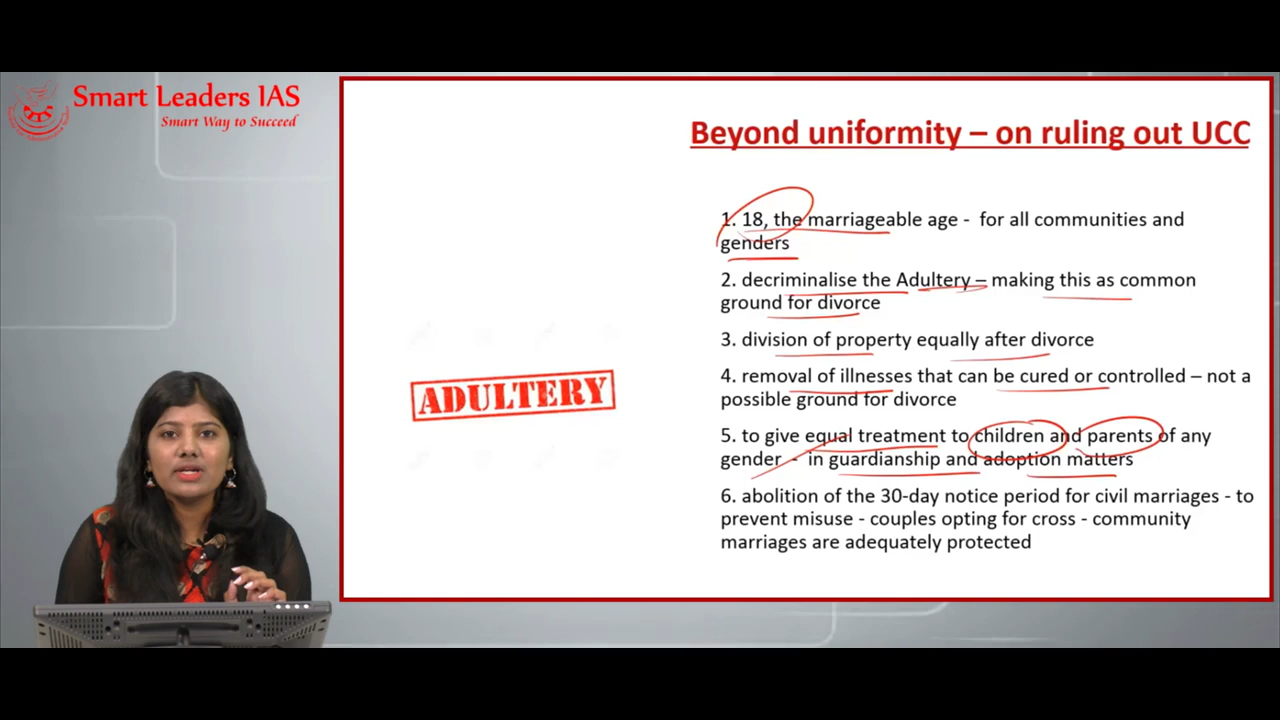 Smart Leaders IAS
Smart Way to Succeed
Beyond uniformity – on ruling out UCC
1. 18, the marriageable age - for all communities and
genders
2. decriminalise the Adultery – making this as common
ground for divorce
3. division of property equally after divorce
4. removal of illnesses that can be cured or controlled – not a
possible ground for divorce
5. to give equal treatment to children and parents of any
gender - in guardianship and adoption matters
6. abolition of the 30-day notice period for civil marriages - to
prevent misuse - couples opting for cross - community
marriages are adequately protected
ADULTERY